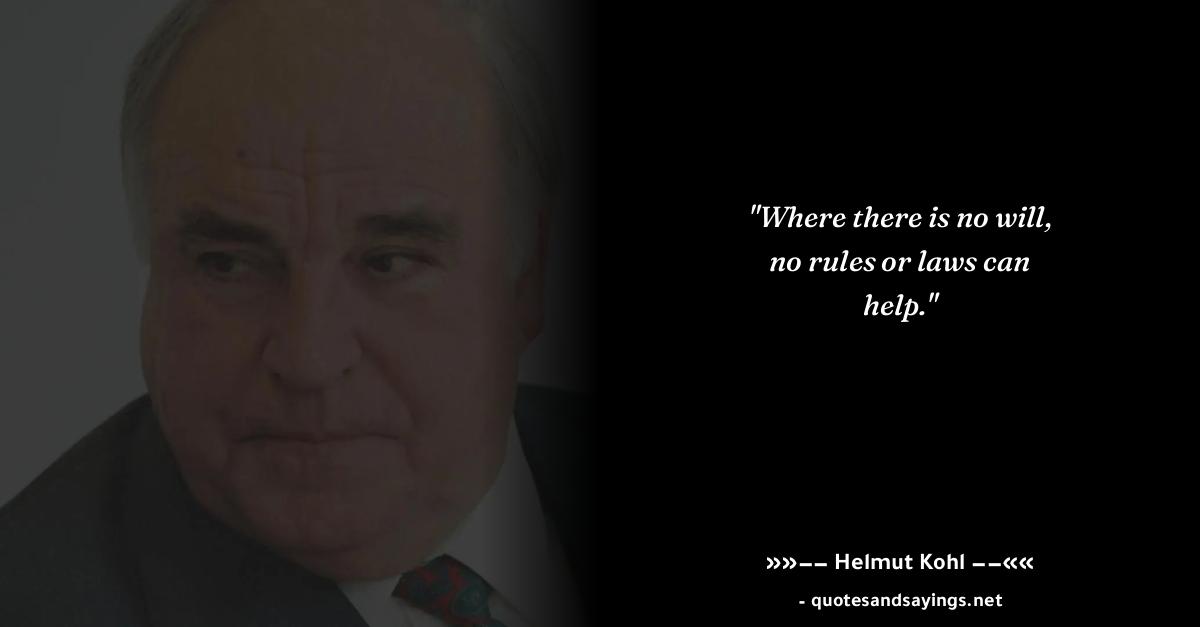 "Where there is no will,
no rules or laws can
help."
»»–– Helmut Kohl ––««
- quotesandsayings.net